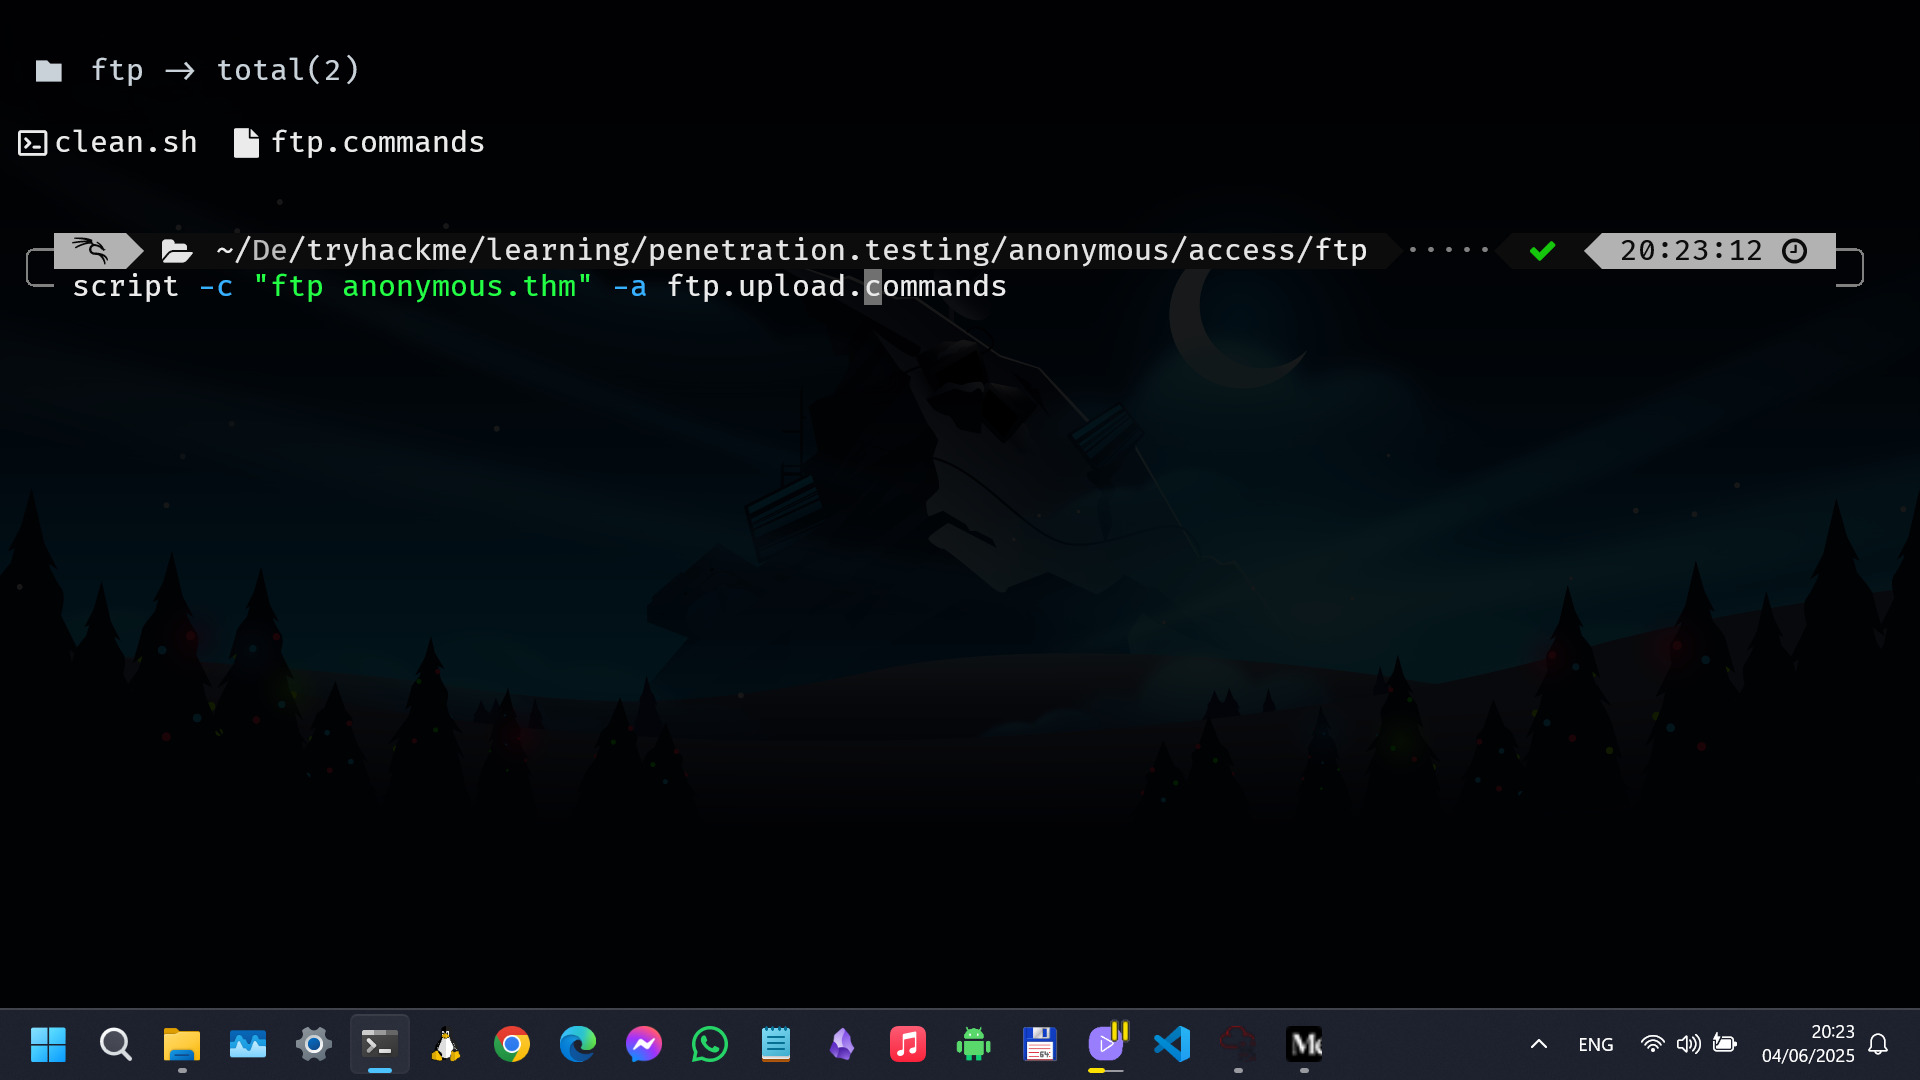 ftp → total(2)
clean.sh ftp.commands
~/De/tryhackme/learning/penetration.testing/anonymous/access/ftp ····· 20:23:12
script -c "ftp anonymous.thm" -a ftp.upload.commands
64
M
ENG
20:23
04/06/2025